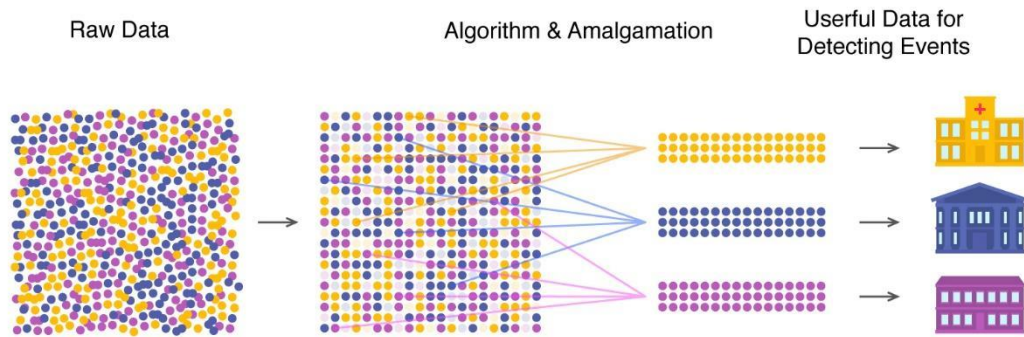 Raw Data
Algorithm & Amalgamation
Userful Data for
Detecting Events